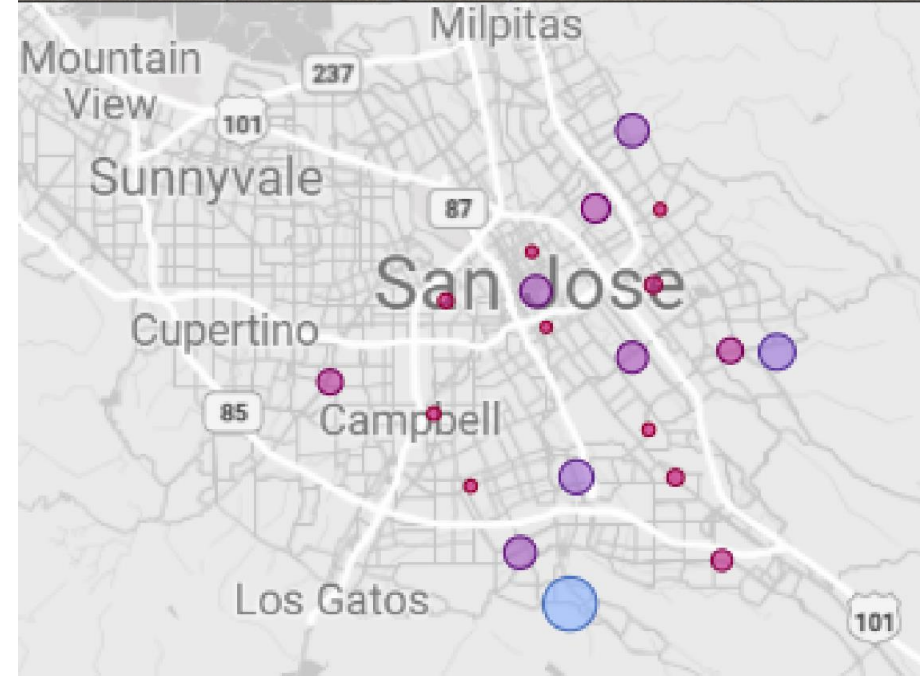 Milpitas
Mountain
View
237
101
Sunnyvale
87
San Jose
Cupertino
85
Campbell
Los Gatos
101